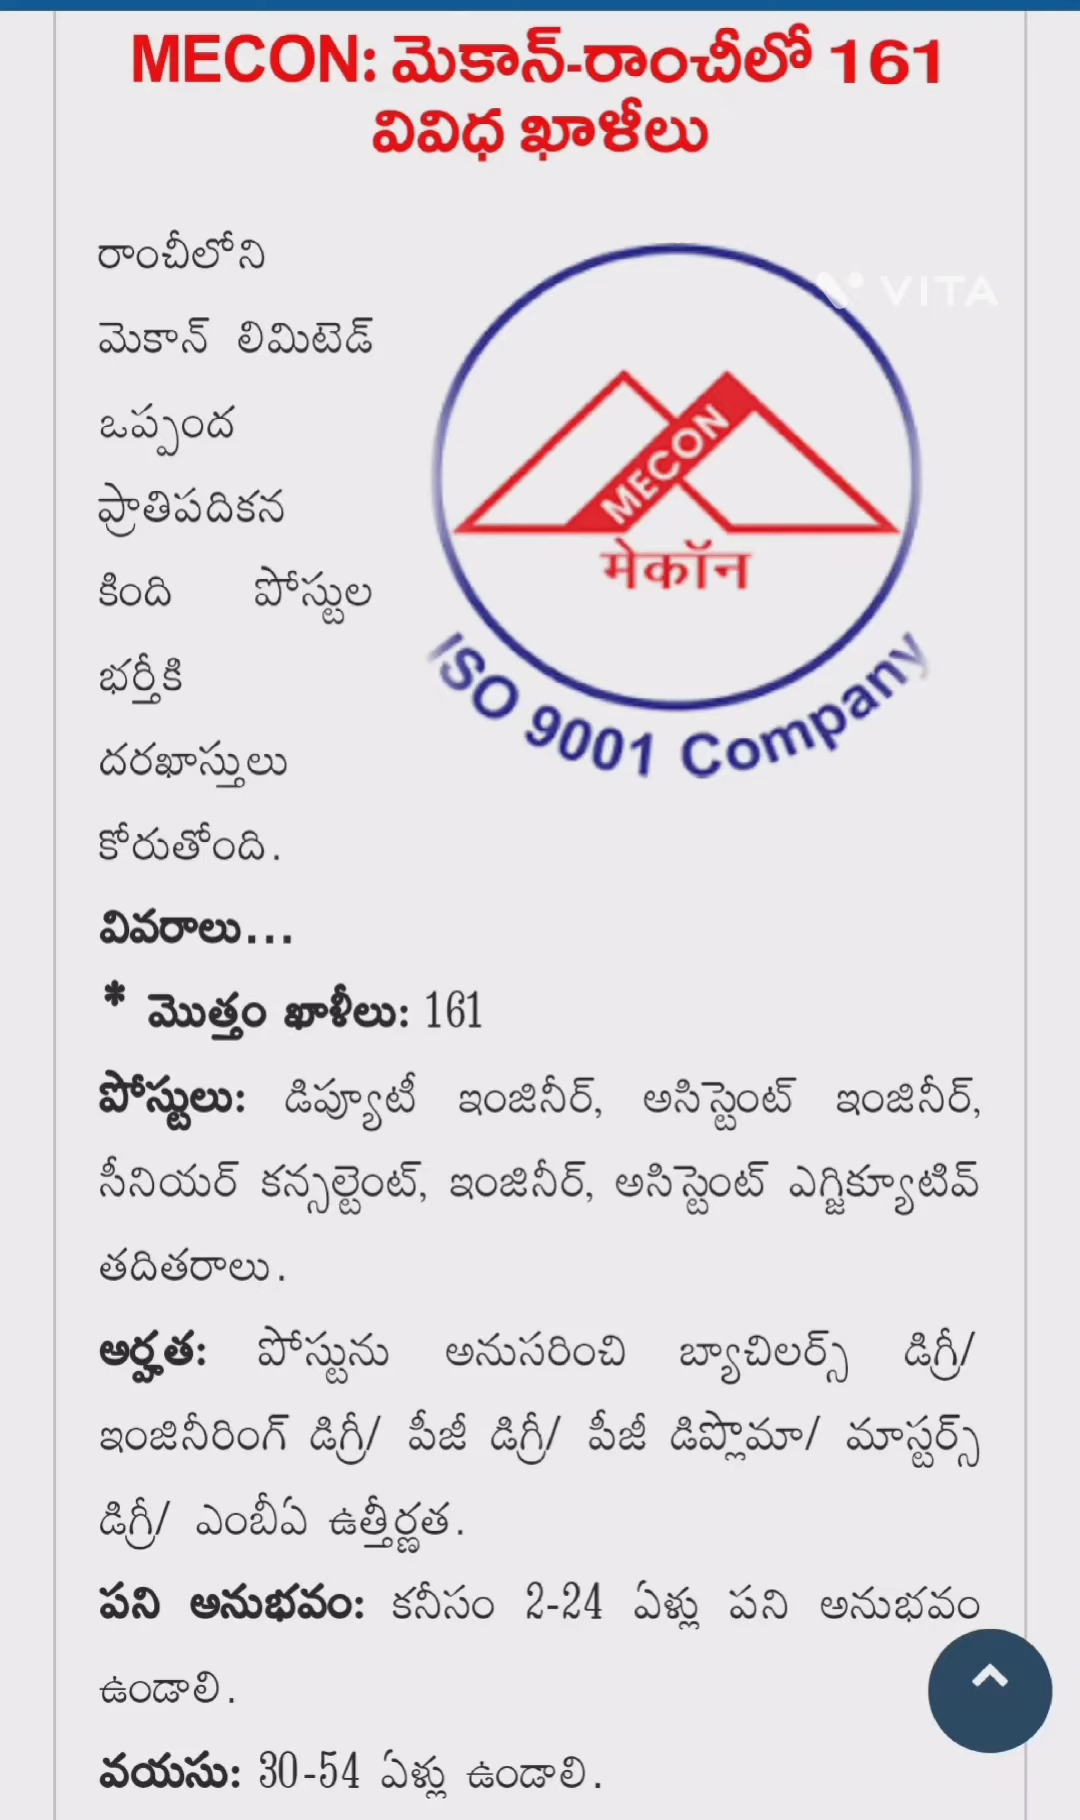 MECON: మెకాన్-రాంచీలో 161
వివిధ ఖాళీలు
రాంచీలోని
మెకాన్ లిమిటెడ్
ఒప్పంద
ప్రాతిపదికన
కింది పోస్టుల
భర్తీకి
దరఖాస్తులు
కోరుతోంది.
VITA
MECON
मेकॉन
ISO 9001 Company
వివరాలు...
* మొత్తం ఖాళీలు: 161
పోస్టులు: డిప్యూటీ ఇంజినీర్, అసిస్టెంట్ ఇంజినీర్,
సీనియర్ కన్సల్టెంట్, ఇంజినీర్, అసిస్టెంట్ ఎగ్జిక్యూటివ్
తదితరాలు.
అర్హత: పోస్టును అనుసరించి బ్యాచిలర్స్ డిగ్రీ/
ఇంజినీరింగ్ డిగ్రీ/ పీజీ డిగ్రీ/ పీజీ డిప్లొమా/ మాస్టర్స్
డిగ్రీ/ ఎంబీఏ ఉత్తీర్ణత.
పని అనుభవం: కనీసం 2-24 ఏళ్లు పని అనుభవం
ఉండాలి.
వయసు: 30-54 ఏళ్లు ఉండాలి.